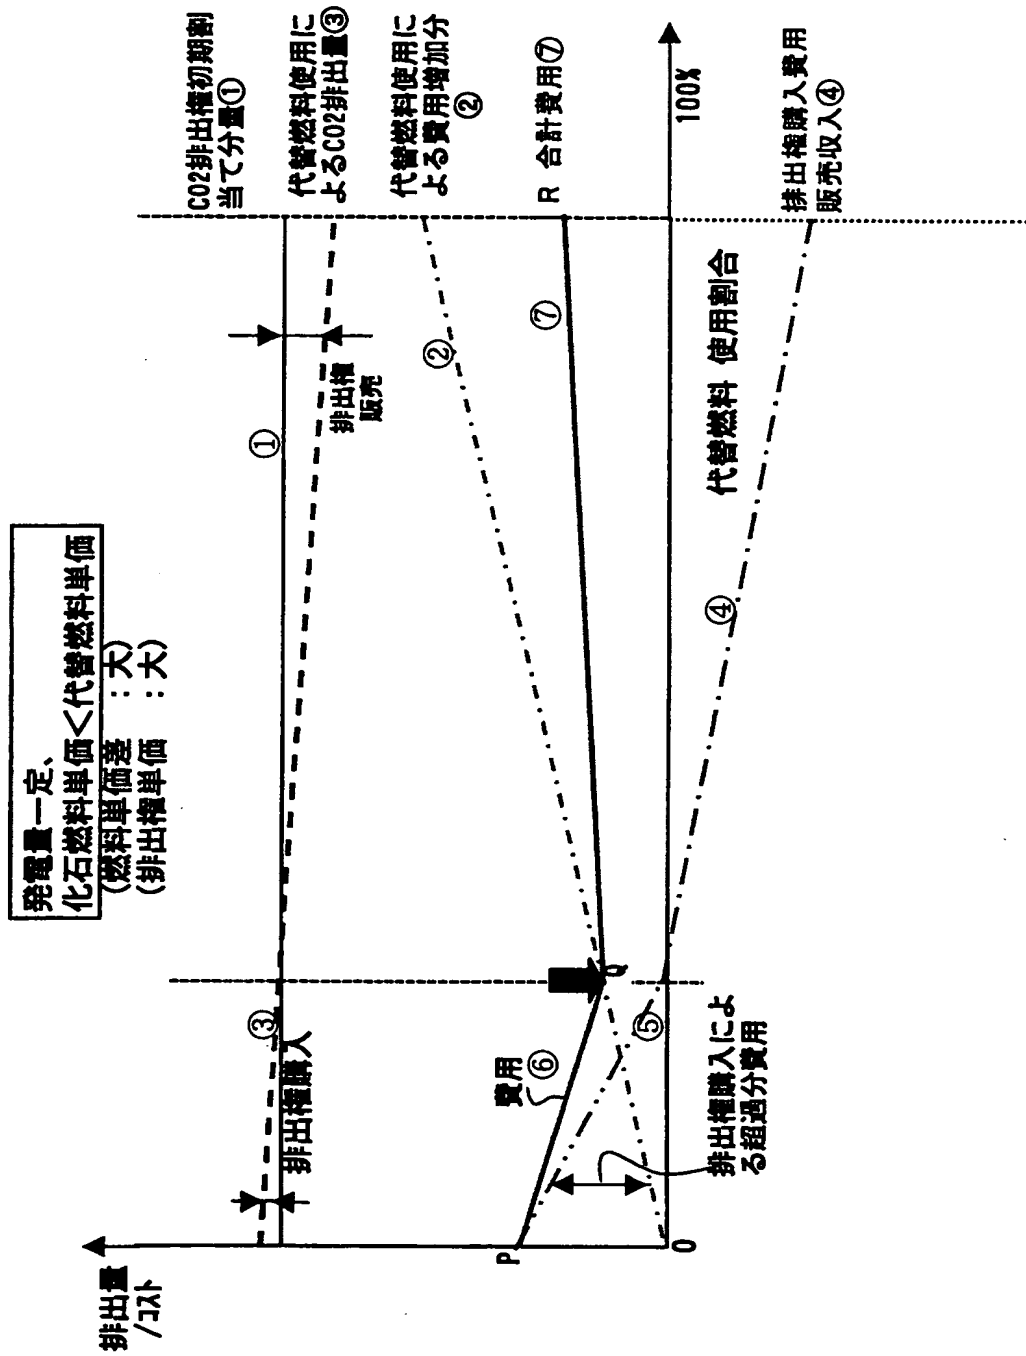 発電量一定、
化石燃料単価＜代替燃料単価
(燃料単価差　：大)
(排出権単価　：大)
排出量
/ｺｽﾄ
CO2排出権初期割
当て分量①
代替燃料使用に
よるCO2排出量③
代替燃料使用に
よる費用増加分
②
R 合計費用⑦
100%
排出権購入費用
販売収入④
③
排出権購入
①
排出権
販売
②
⑦
費用
⑥
P
Q
O
⑤
④
代替燃料 使用割合
排出権購入によ
る超過分費用